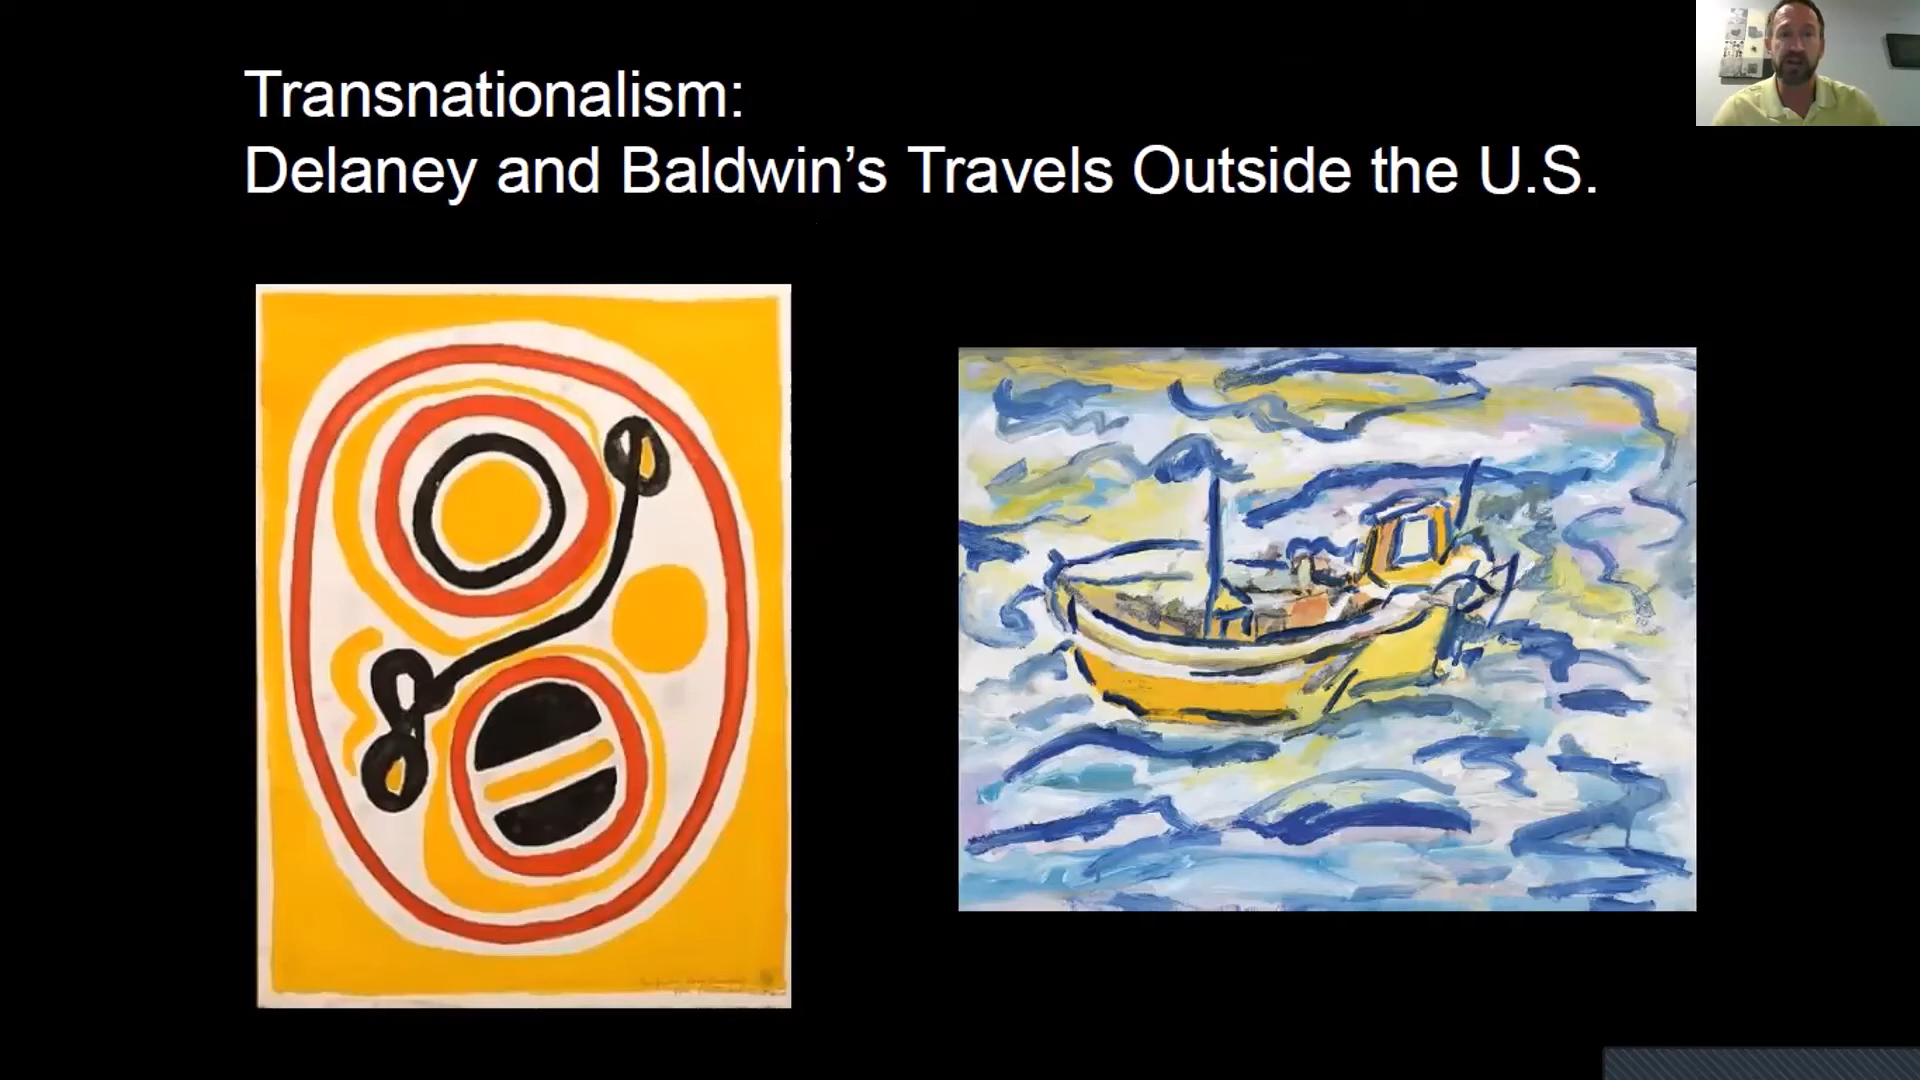 Transnationalism:
Delaney and Baldwin’s Travels Outside the U.S.